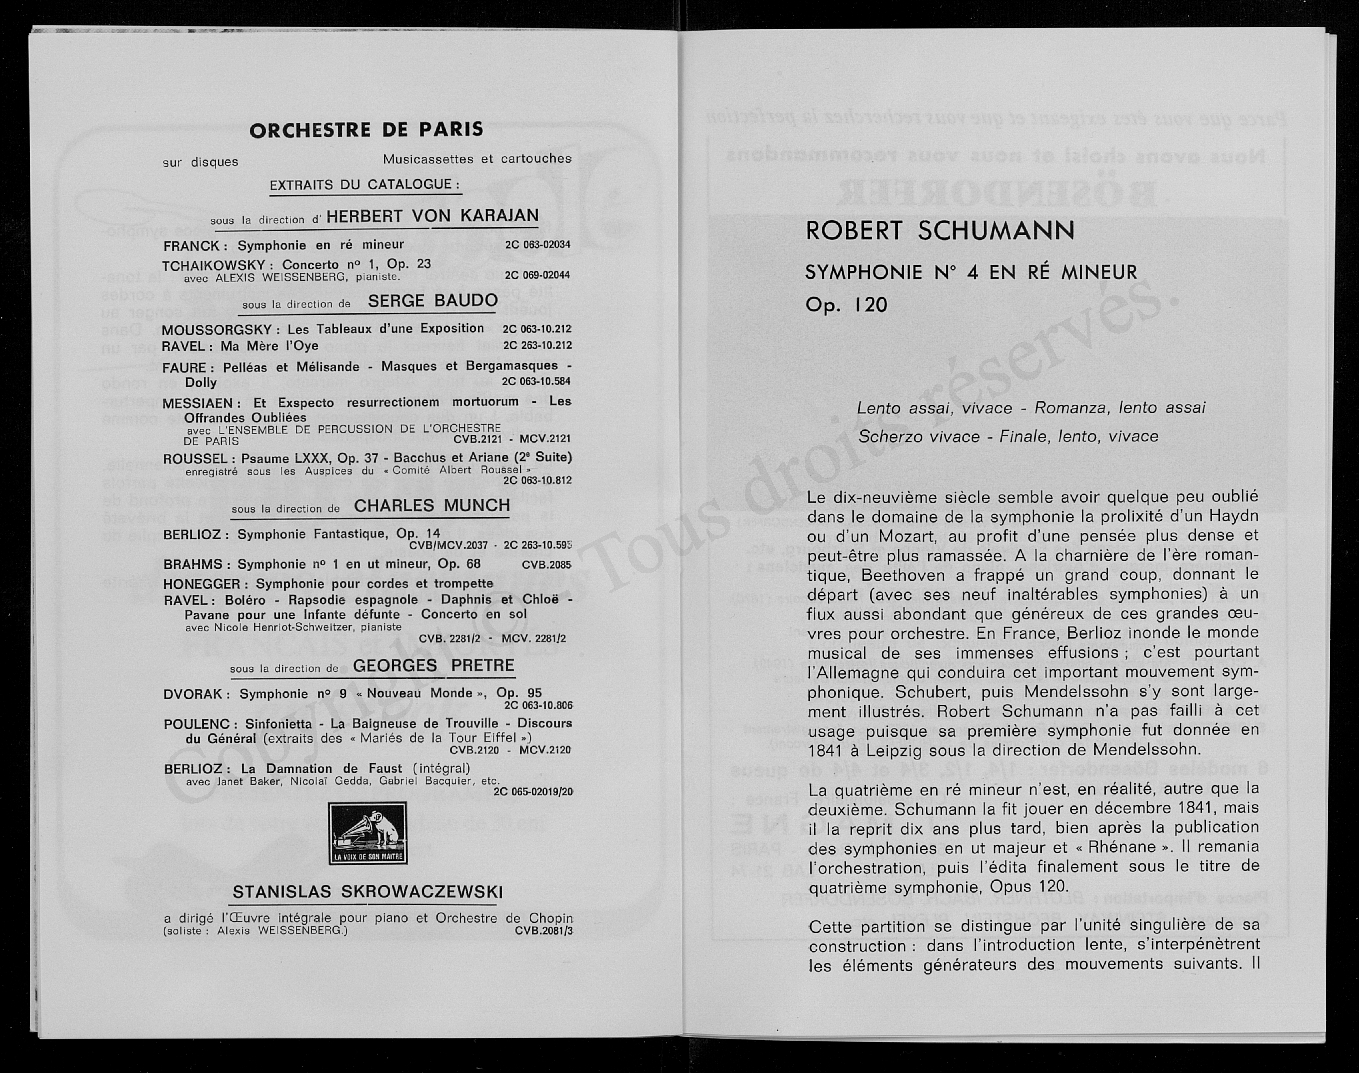 ORCHESTRE DE PARIS
sur disques Musicassettes et cartouches
EXTRAITS DU CATALOGUE :
sous la direction d' HERBERT VON KARAJAN
FRANCK : Symphonie en ré mineur 2C 063-02034
TCHAIKOWSKY : Concerto nº 1, Op. 23
avec ALEXIS WEISSENBERG, pianiste. 2C 069-02044
sous la direction de SERGE BAUDO
MOUSSORGSKY : Les Tableaux d'une Exposition 2C 063-10.212
RAVEL : Ma Mère l'Oye 2C 263-10.212
FAURE : Pelléas et Mélisande - Masques et Bergamasques -
Dolly 2C 063-10.584
MESSIAEN : Et Exspecto resurrectionem mortuorum - Les
Offrandes Oubliées
avec L'ENSEMBLE DE PERCUSSION DE L'ORCHESTRE
DE PARIS CVB.2121 - MCV.2121
ROUSSEL : Psaume LXXX, Op. 37 - Bacchus et Ariane (2e Suite)
enregistré sous les Auspices du « Comité Albert Roussel »
2C 063-10.812
sous la direction de CHARLES MUNCH
BERLIOZ : Symphonie Fantastique, Op. 14
CVB/MCV.2037 - 2C 263-10.595
BRAHMS : Symphonie nº 1 en ut mineur, Op. 68 CVB.2085
HONEGGER : Symphonie pour cordes et trompette
RAVEL : Boléro - Rapsodie espagnole - Daphnis et Chloë -
Pavane pour une Infante défunte - Concerto en sol
avec Nicole Henriot-Schweitzer, pianiste
CVB. 2281/2 - MCV. 2281/2
sous la direction de GEORGES PRETRE
DVORAK : Symphonie nº 9 « Nouveau Monde », Op. 95
2C 063-10.806
POULENC : Sinfonietta - La Baigneuse de Trouville - Discours
du Général (extraits des « Mariés de la Tour Eiffel »)
CVB.2120 - MCV.2120
BERLIOZ : La Damnation de Faust (intégral)
avec Janet Baker, Nicolaï Gedda, Gabriel Bacquier, etc.
2C 065-02019/20
LA VOIX DE SON MAITRE
STANISLAS SKROWACZEWSKI
a dirigé l'Œuvre intégrale pour piano et Orchestre de Chopin
(soliste : Alexis WEISSENBERG.) CVB.2081/3
ROBERT SCHUMANN
SYMPHONIE N° 4 EN RÉ MINEUR
Op. 120
Lento assai, vivace - Romanza, lento assai
Scherzo vivace - Finale, lento, vivace
Le dix-neuvième siècle semble avoir quelque peu oublié
dans le domaine de la symphonie la prolixité d'un Haydn
ou d'un Mozart, au profit d'une pensée plus dense et
peut-être plus ramassée. A la charnière de l'ère roman-
tique, Beethoven a frappé un grand coup, donnant le
départ (avec ses neuf inaltérables symphonies) à un
flux aussi abondant que généreux de ces grandes œu-
vres pour orchestre. En France, Berlioz inonde le monde
musical de ses immenses effusions ; c'est pourtant
l'Allemagne qui conduira cet important mouvement sym-
phonique. Schubert, puis Mendelssohn s'y sont large-
ment illustrés. Robert Schumann n'a pas failli à cet
usage puisque sa première symphonie fut donnée en
1841 à Leipzig sous la direction de Mendelssohn.
La quatrième en ré mineur n'est, en réalité, autre que la
deuxième. Schumann la fit jouer en décembre 1841, mais
il la reprit dix ans plus tard, bien après la publication
des symphonies en ut majeur et « Rhénane ». Il remania
l'orchestration, puis l'édita finalement sous le titre de
quatrième symphonie, Opus 120.
Cette partition se distingue par l'unité singulière de sa
construction : dans l'introduction lente, s'interpénètrent
les éléments générateurs des mouvements suivants. Il
Copyright © Tous droits réservés.